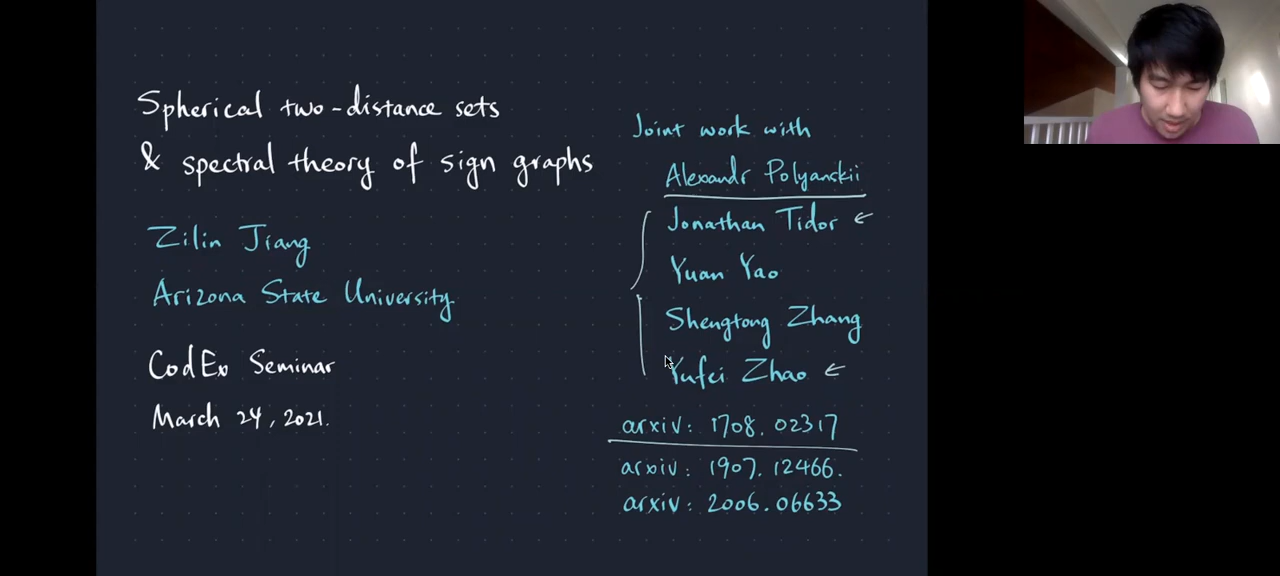 Spherical two-distance sets
& spectral theory of sign graphs
Zilin Jiang
Arizona State University
CodEx Seminar
March 24, 2021.
Joint work with
Alexandr Polyanskii
Jonathan Tidor ←
Yuan Yao
Shengtong Zhang
Yufei Zhao ←
arxiv: 1708.02317
arxiv: 1907.12466.
arxiv: 2006.06633